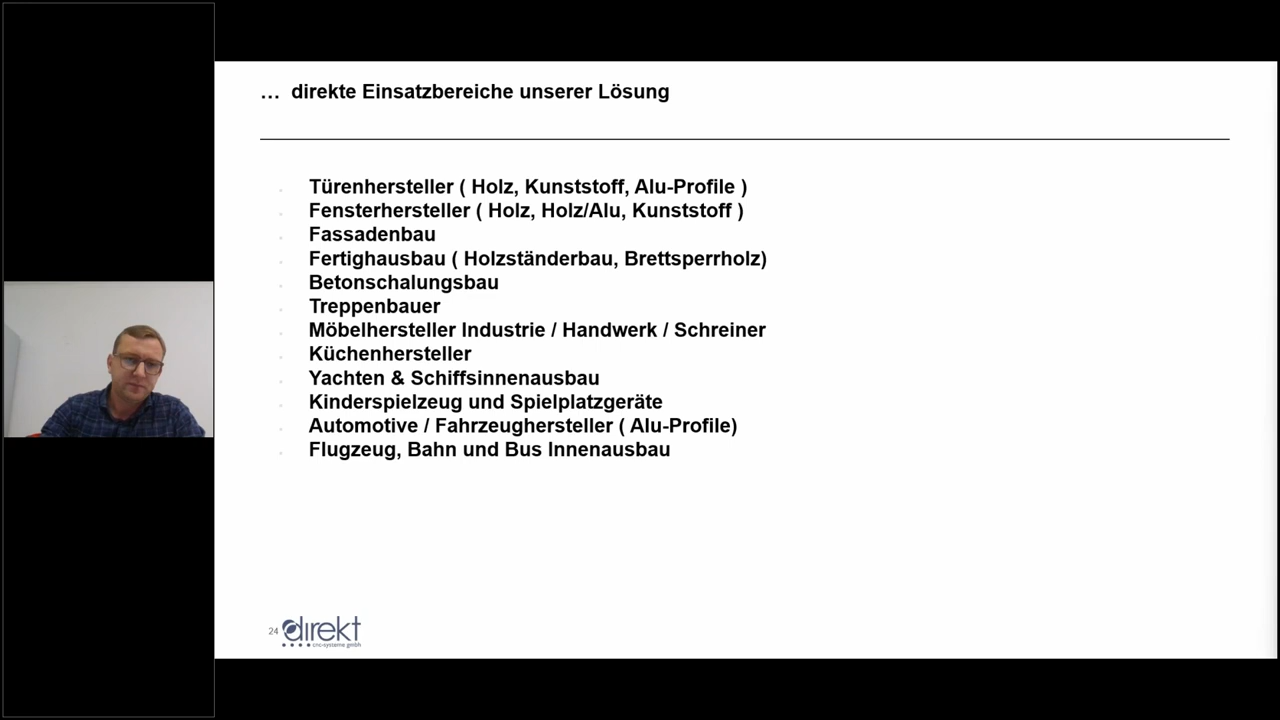 … direkte Einsatzbereiche unserer Lösung
Türenhersteller ( Holz, Kunststoff, Alu-Profile )
Fensterhersteller ( Holz, Holz/Alu, Kunststoff )
Fassadenbau
Fertighausbau ( Holzständerbau, Brettsperrholz)
Betonschalungsbau
Treppenbauer
Möbelhersteller Industrie / Handwerk / Schreiner
Küchenhersteller
Yachten & Schiffsinnenausbau
Kinderspielzeug und Spielplatzgeräte
Automotive / Fahrzeughersteller ( Alu-Profile)
Flugzeug, Bahn und Bus Innenausbau
24 direkt
cnc-systeme gmbh